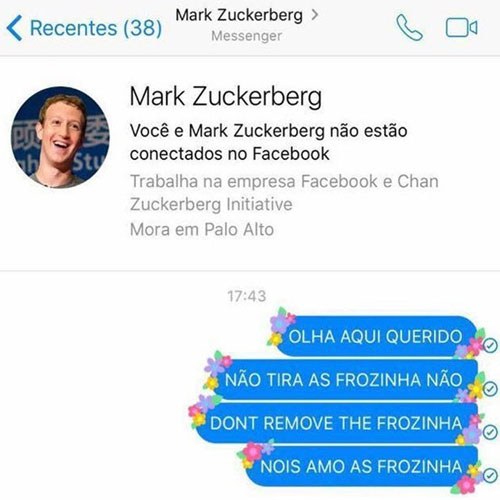 Recentes (38)
Mark Zuckerberg
Messenger
Mark Zuckerberg
Você e Mark Zuckerberg não estão
conectados no Facebook
Trabalha na empresa Facebook e Chan
Zuckerberg Initiative
Mora em Palo Alto
17:43
OLHA AQUI QUERIDO
NÃO TIRA AS FROZINHA NÃO
DONT REMOVE THE FROZINHA
NOIS AMO AS FROZINHA